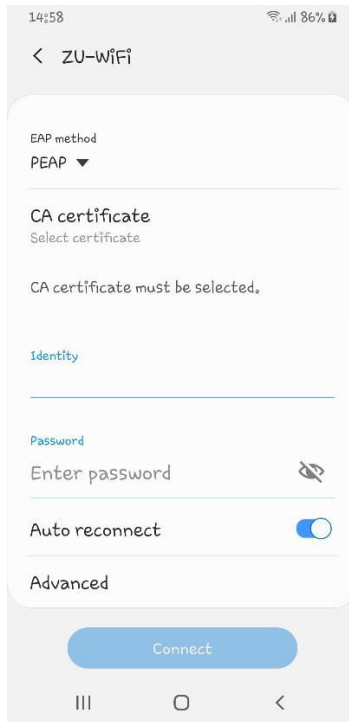 14:58 86%
ZU-WiFi
EAP method
PEAP
CA certificate
Select certificate
CA certificate must be selected.
Identity
Password
Enter password
Auto reconnect
Advanced
Connect